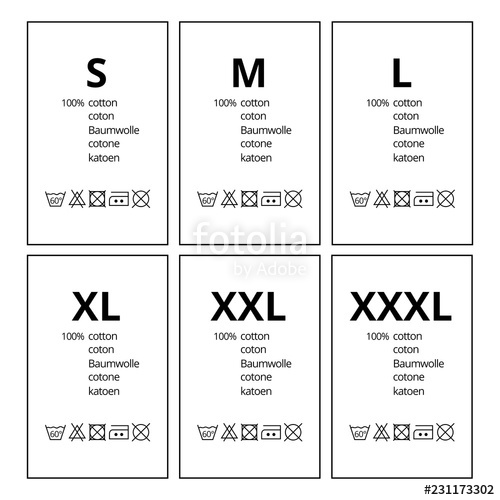 S
100% cotton
coton
Baumwolle
cotone
katoen
60°
M
100% cotton
coton
Baumwolle
cotone
katoen
60°
L
100% cotton
coton
Baumwolle
cotone
katoen
60°
fotolia
by Adobe
XL
100% cotton
coton
Baumwolle
cotone
katoen
60°
XXL
100% cotton
coton
Baumwolle
cotone
katoen
60°
XXXL
100% cotton
coton
Baumwolle
cotone
katoen
60°
#231173302